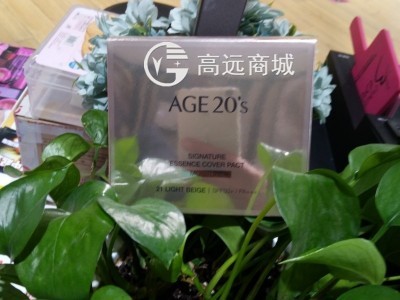 高远商城
AGE 20's
SIGNATURE
ESSENCE COVER PACT
21 LIGHT BEIGE